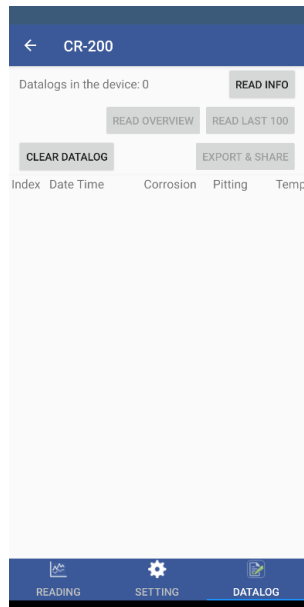 CR-200
Datalogs in the device: 0
READ INFO
READ OVERVIEW
READ LAST 100
CLEAR DATALOG
EXPORT & SHARE
Index Date Time Corrosion Pitting Temp
READING SETTING DATALOG